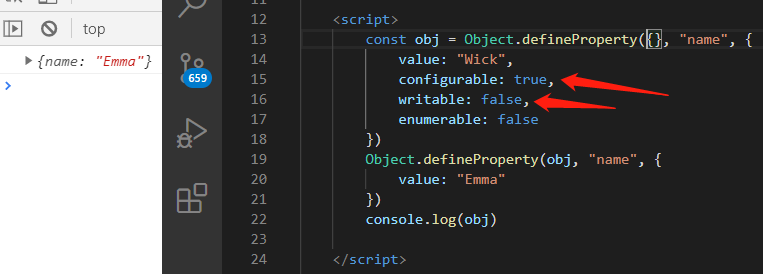 top
{name: "Emma"}
659
11
12 <script>
13 const obj = Object.defineProperty({}, "name", {
14 value: "Wick",
15 configurable: true,
16 writable: false,
17 enumerable: false
18 })
19 Object.defineProperty(obj, "name", {
20 value: "Emma"
21 })
22 console.log(obj)
23
24 </script>